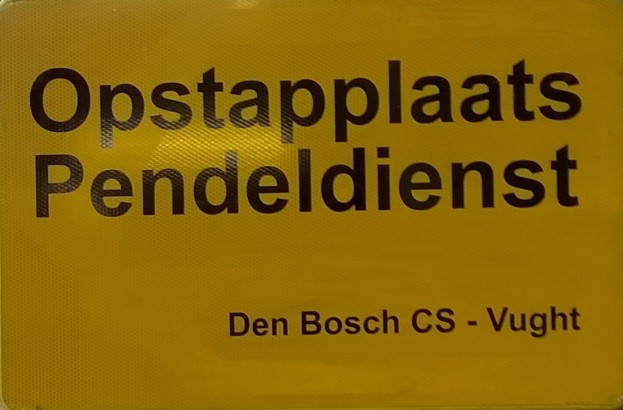 Opstapplaats
Pendeldienst
Den Bosch CS - Vught